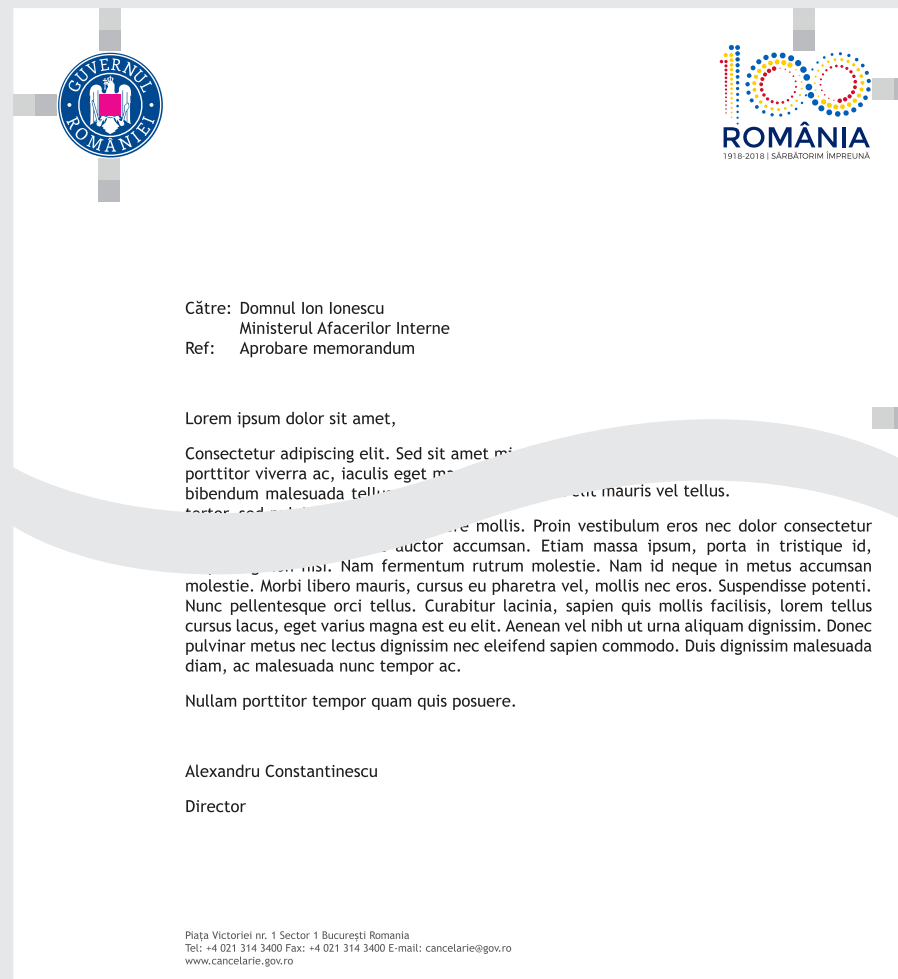 GUVERNUL ROMÂNIEI
100
ROMÂNIA
1918-2018 | SĂRBĂTORIM ÎMPREUNĂ
Către: Domnul Ion Ionescu
Ministerul Afacerilor Interne
Ref: Aprobare memorandum
Lorem ipsum dolor sit amet,
Consectetur adipiscing elit. Sed sit amet
porttitor viverra ac, iaculis eget
bibendum malesuada elit mauris vel tellus.
mollis. Proin vestibulum eros nec dolor consectetur
auctor accumsan. Etiam massa ipsum, porta in tristique id,
nisi. Nam fermentum rutrum molestie. Nam id neque in metus accumsan
molestie. Morbi libero mauris, cursus eu pharetra vel, mollis nec eros. Suspendisse potenti.
Nunc pellentesque orci tellus. Curabitur lacinia, sapien quis mollis facilisis, lorem tellus
cursus lacus, eget varius magna est eu elit. Aenean vel nibh ut urna aliquam dignissim. Donec
pulvinar metus nec lectus dignissim nec eleifend sapien commodo. Duis dignissim malesuada
diam, ac malesuada nunc tempor ac.
Nullam porttitor tempor quam quis posuere.
Alexandru Constantinescu
Director
Piața Victoriei nr. 1 Sector 1 București Romania
Tel: +4 021 314 3400 Fax: +4 021 314 3400 E-mail: cancelarie@gov.ro
www.cancelarie.gov.ro